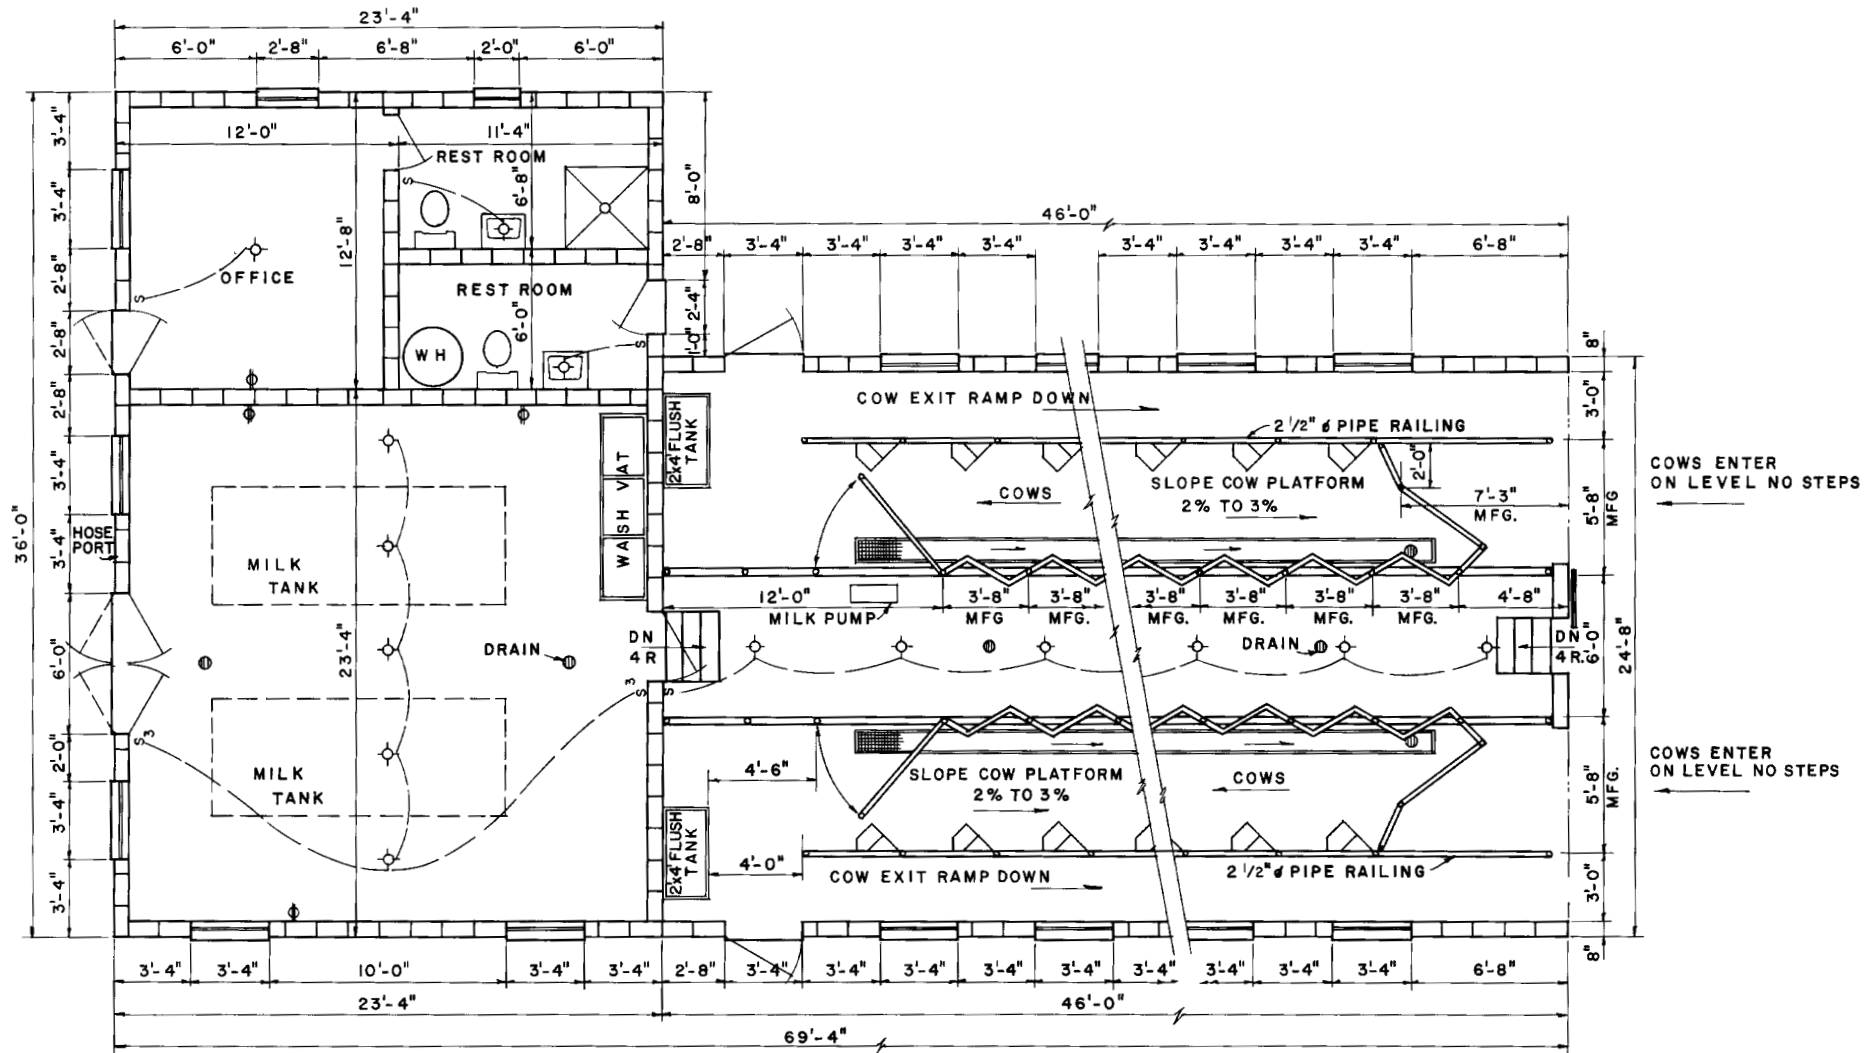 23'-4"
6'-0" 2'-8" 6'-8" 2'-0" 6'-0"
12'-0" 11'-4"
REST ROOM
6'-8"
8'-0"
3'-4"
3'-4"
2'-8"
2'-8"
2'-8"
3'-4"
3'-4"
6'-0"
2'-0"
3'-4"
3'-4"
36'-0"
12'-8"
S
OFFICE
S
REST ROOM
6'-0"
2'-4"
1'-0"
S
WH
46'-0"
2'-8" 3'-4" 3'-4" 3'-4" 3'-4" 3'-4" 3'-4" 3'-4" 3'-4" 6'-8"
8"
COW EXIT RAMP DOWN
3'-0"
2 1/2" ø PIPE RAILING
2'x4' FLUSH
TANK
2'-0"
COWS
SLOPE COW PLATFORM
2% TO 3%
7'-3"
MFG.
5'-8"
MFG
COWS ENTER
ON LEVEL NO STEPS
HOSE
PORT
MILK
TANK
WASH VAT
12'-0" 3'-8" 3'-8" 3'-8" 3'-8" 3'-8" 3'-8" 4'-8"
MILK PUMP MFG MFG. MFG. MFG. MFG. MFG.
DN
4 R
DRAIN
DRAIN
DN
4 R.
6'-0"
24'-8"
23'-4"
S3
S
S3
MILK
TANK
4'-6"
SLOPE COW PLATFORM
2% TO 3%
COWS
5'-8"
MFG.
COWS ENTER
ON LEVEL NO STEPS
2'x4' FLUSH
TANK
4'-0"
COW EXIT RAMP DOWN
2 1/2" ø PIPE RAILING
3'-0"
8"
3'-4" 3'-4" 10'-0" 3'-4" 3'-4" 2'-8" 3'-4" 3'-4" 3'-4" 3'-4" 3'-4" 3'-4" 3'-4" 3'-4" 3'-4" 6'-8"
23'-4" 46'-0"
69'-4"